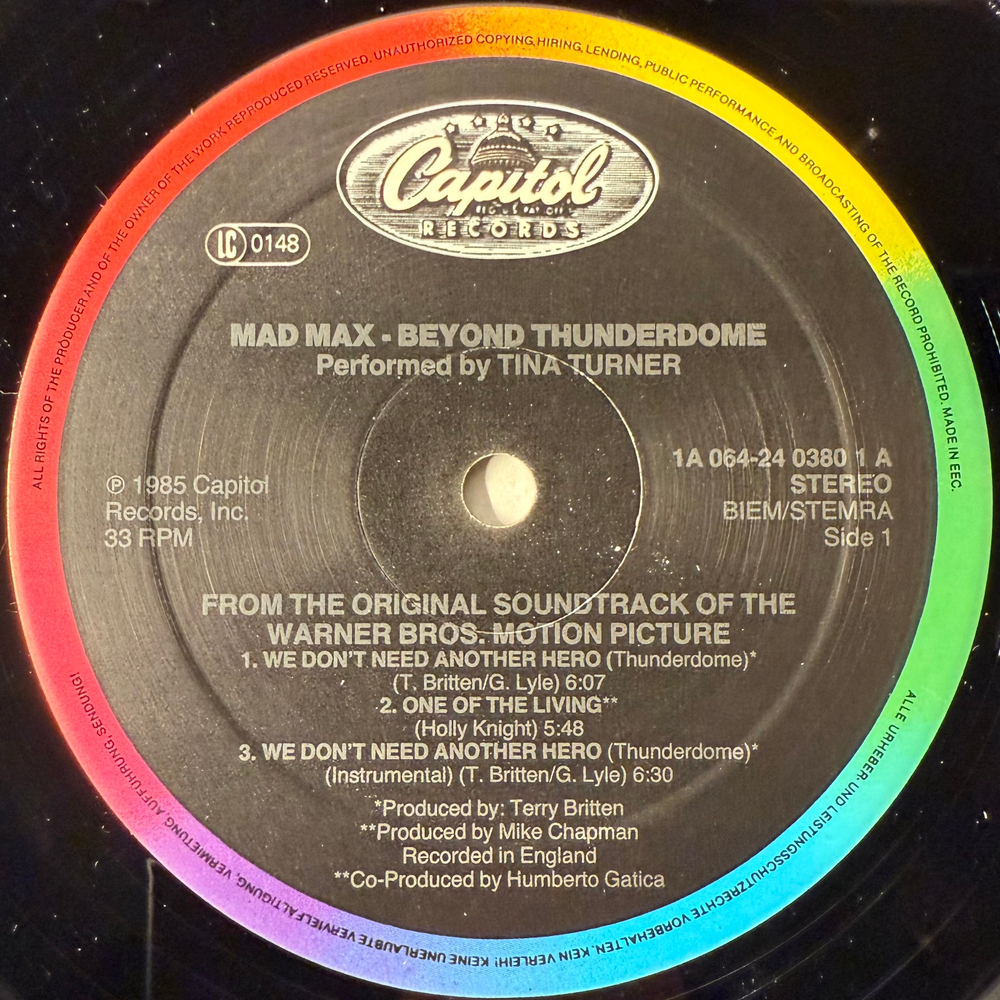 ALL RIGHTS OF THE PRODUCER AND OF THE OWNER OF THE WORK REPRODUCED RESERVED. UNAUTHORIZED COPYING, HIRING, LENDING, PUBLIC PERFORMANCE AND BROADCASTING OF THE RECORD PROHIBITED. MADE IN EEC.
Capitol
RECORDS
LC 0148
MAD MAX - BEYOND THUNDERDOME
Performed by TINA TURNER
℗ 1985 Capitol
Records, Inc.
33 RPM
1A 064-24 0380 1 A
STEREO
BIEM/STEMRA
Side 1
FROM THE ORIGINAL SOUNDTRACK OF THE
WARNER BROS. MOTION PICTURE
1. WE DON'T NEED ANOTHER HERO (Thunderdome)*
(T. Britten/G. Lyle) 6:07
2. ONE OF THE LIVING**
(Holly Knight) 5:48
3. WE DON'T NEED ANOTHER HERO (Thunderdome)*
(Instrumental) (T. Britten/G. Lyle) 6:30
*Produced by: Terry Britten
**Produced by Mike Chapman
Recorded in England
**Co-Produced by Humberto Gatica
ALLE URHEBER- UND LEISTUNGSSCHUTZRECHTE VORBEHALTEN. KEIN VERLEIH! KEINE UNERLAUBTE VERVIELFÄLTIGUNG, VERMIETUNG, AUFFÜHRUNG, SENDUNG!